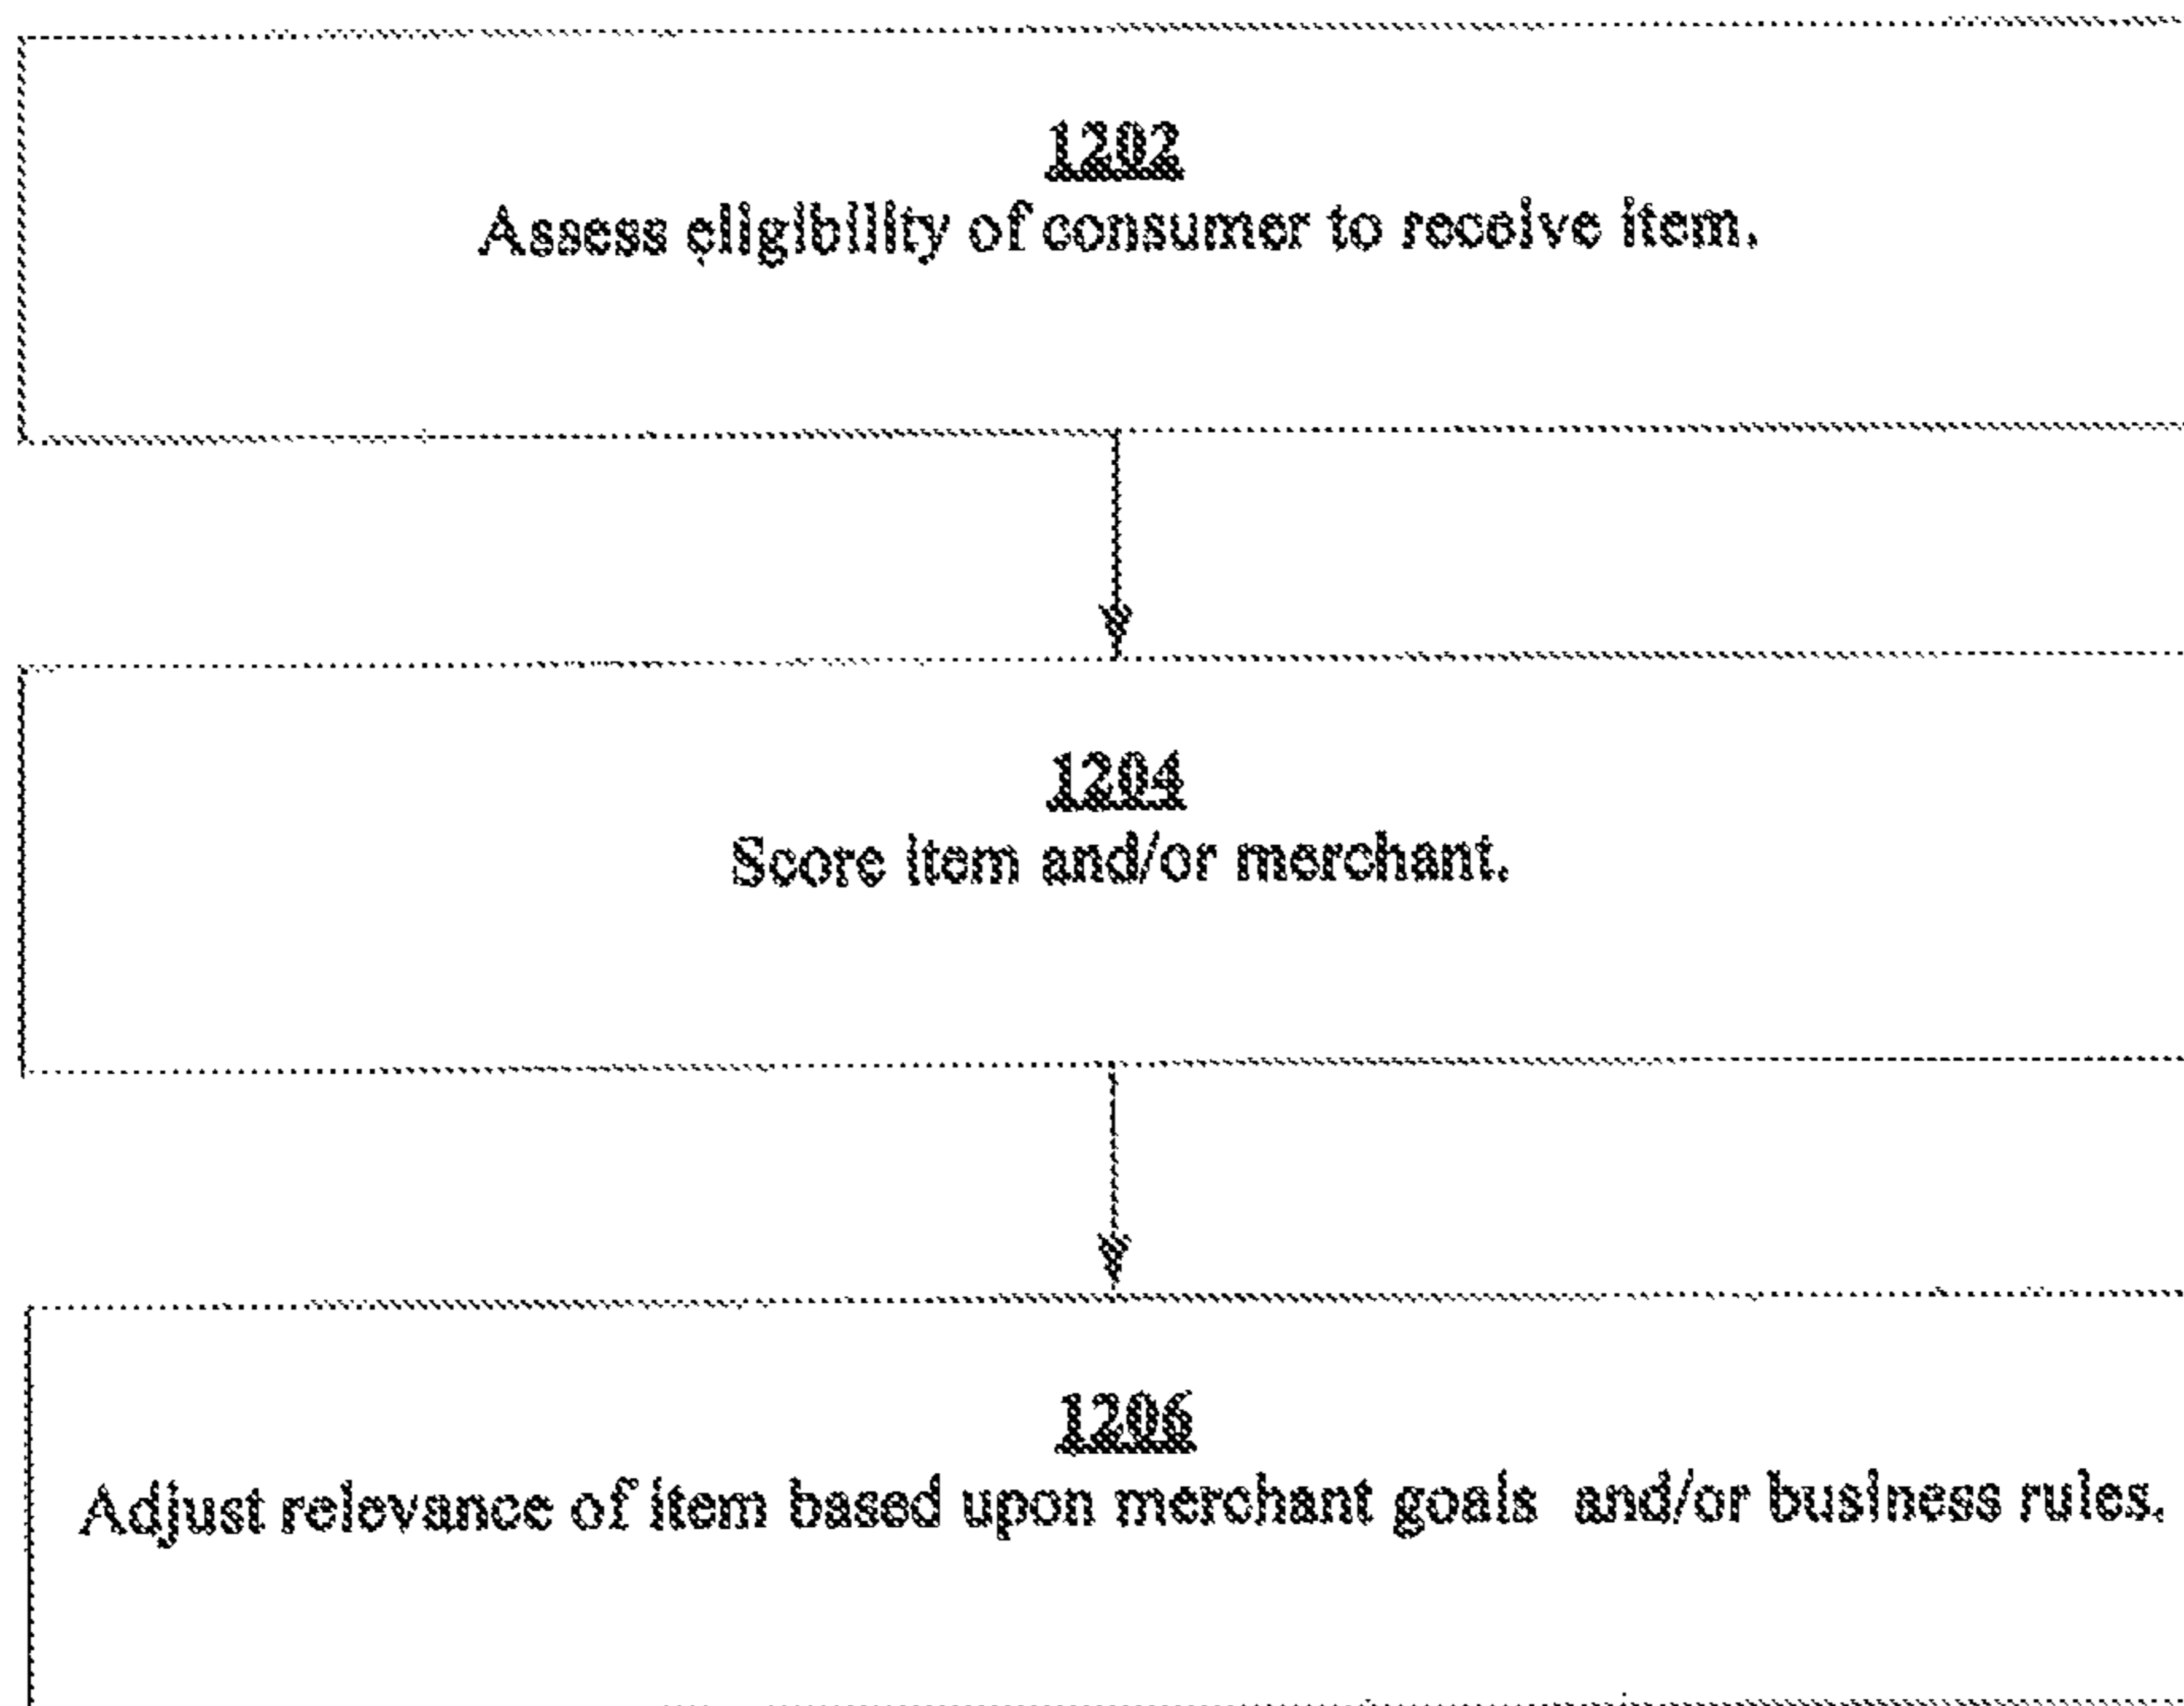 1202
Assess eligibility of consumer to receive item.
1204
Score item and/or merchant.
1206
Adjust relevance of item based upon merchant goals and/or business rules.